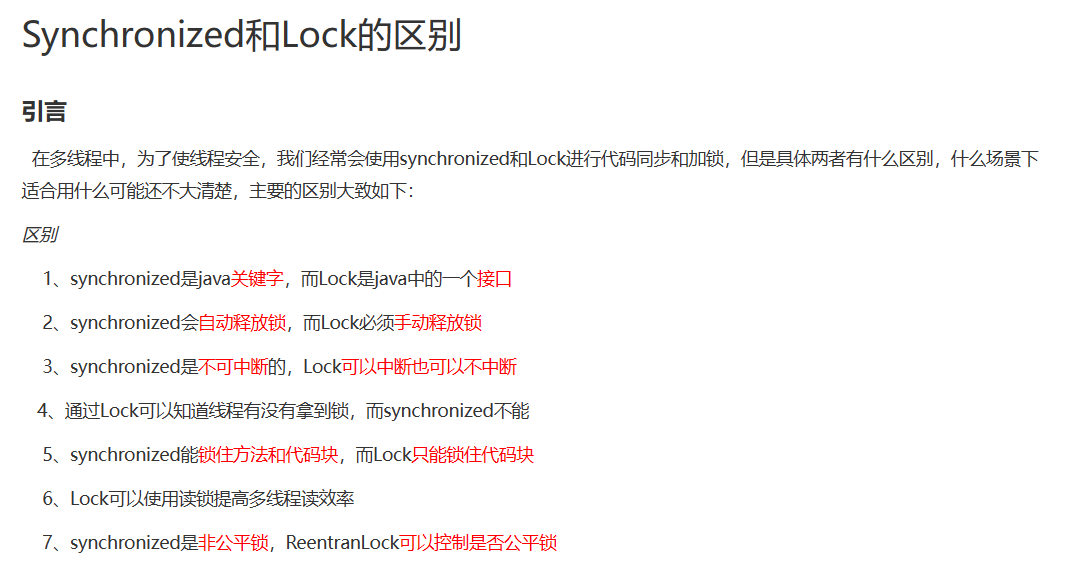 Synchronized和Lock的区别
引言
在多线程中，为了使线程安全，我们经常会使用synchronized和Lock进行代码同步和加锁，但是具体两者有什么区别，什么场景下
适合用什么可能还不大清楚，主要的区别大致如下：
区别
1、synchronized是java关键字，而Lock是java中的一个接口
2、synchronized会自动释放锁，而Lock必须手动释放锁
3、synchronized是不可中断的，Lock可以中断也可以不中断
4、通过Lock可以知道线程有没有拿到锁，而synchronized不能
5、synchronized能锁住方法和代码块，而Lock只能锁住代码块
6、Lock可以使用读锁提高多线程读效率
7、synchronized是非公平锁，ReentranLock可以控制是否公平锁